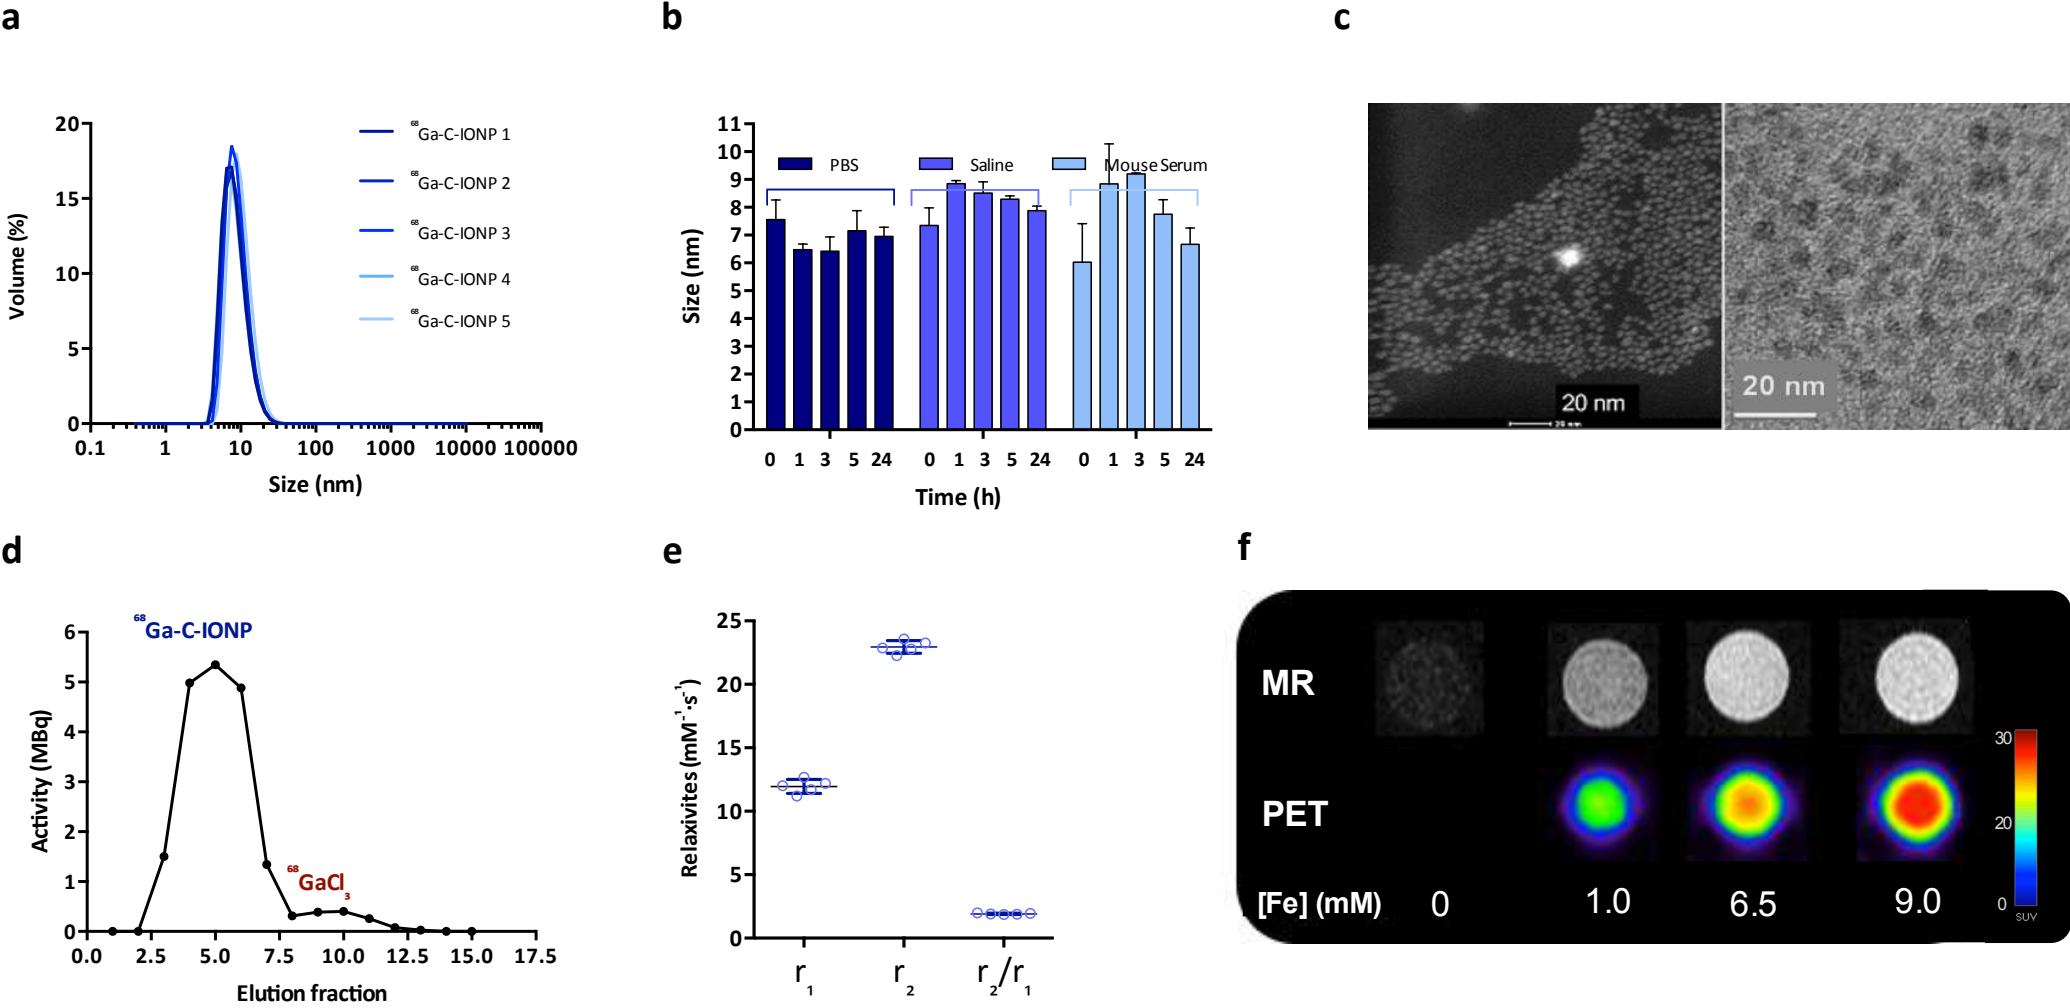 a
20
15
10
5
0
Volume (%)
0.1 1 10 100 1000 10000 100000
Size (nm)
⁶⁸Ga-C-IONP 1
⁶⁸Ga-C-IONP 2
⁶⁸Ga-C-IONP 3
⁶⁸Ga-C-IONP 4
⁶⁸Ga-C-IONP 5
b
11
10
9
8
7
6
5
4
3
2
1
0
Size (nm)
PBS Saline Mouse Serum
0 1 3 5 24 0 1 3 5 24 0 1 3 5 24
Time (h)
c
20 nm
20 nm
20 nm
d
6
5
4
3
2
1
0
Activity (MBq)
⁶⁸Ga-C-IONP
⁶⁸GaCl₃
0.0 2.5 5.0 7.5 10.0 12.5 15.0 17.5
Elution fraction
e
25
20
15
10
5
0
Relaxivites (mM⁻¹·s⁻¹)
r₁ r₂ r₂/r₁
f
MR
PET
30
20
0
SUV
[Fe] (mM) 0 1.0 6.5 9.0